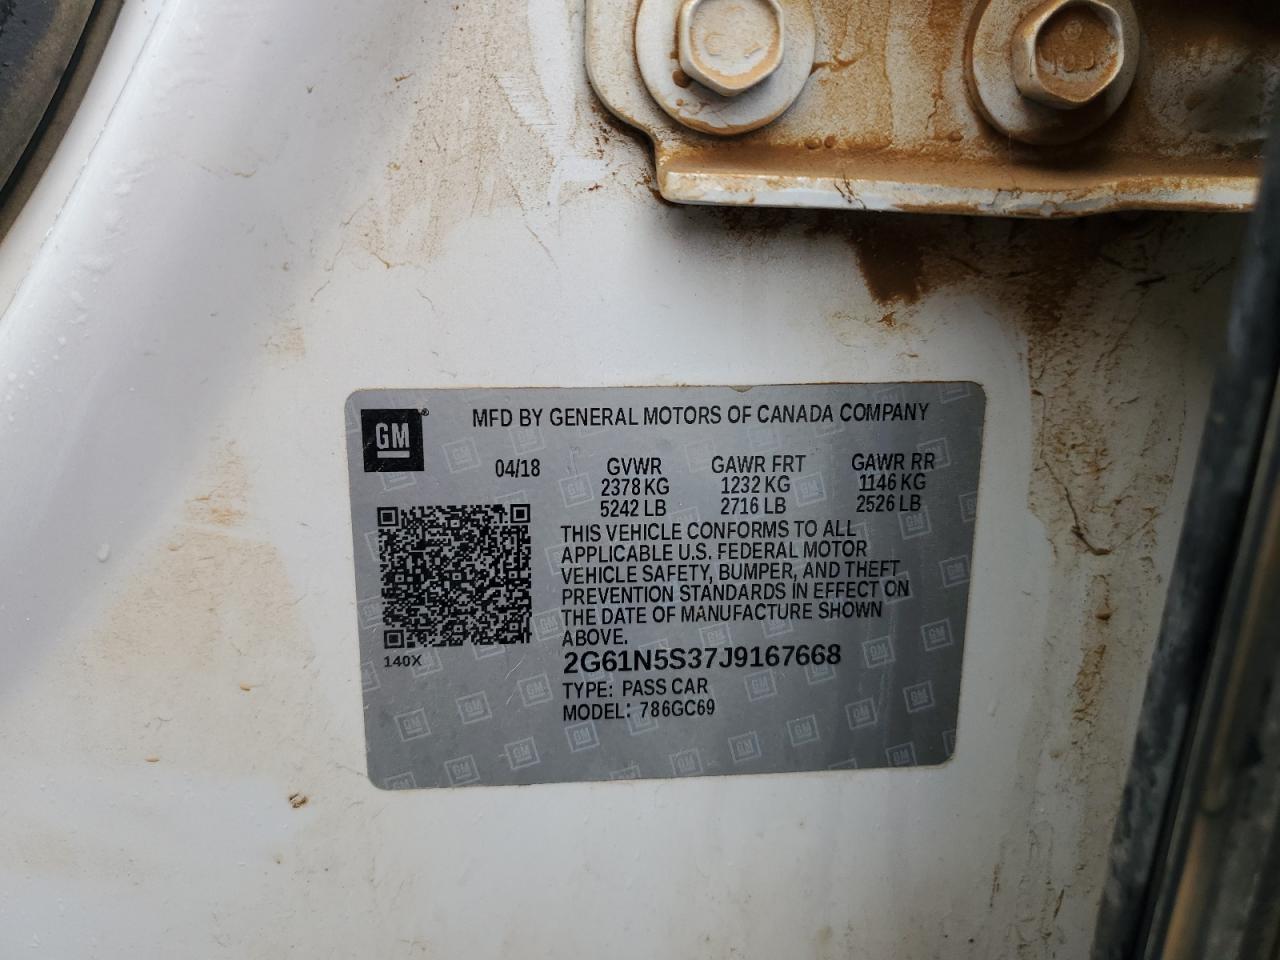 GM®
MFD BY GENERAL MOTORS OF CANADA COMPANY
04/18 GVWR GAWR FRT GAWR RR
2378 KG 1232 KG 1146 KG
5242 LB 2716 LB 2526 LB
THIS VEHICLE CONFORMS TO ALL
APPLICABLE U.S. FEDERAL MOTOR
VEHICLE SAFETY, BUMPER, AND THEFT
PREVENTION STANDARDS IN EFFECT ON
THE DATE OF MANUFACTURE SHOWN
ABOVE.
140X
2G61N5S37J9167668
TYPE: PASS CAR
MODEL: 786GC69